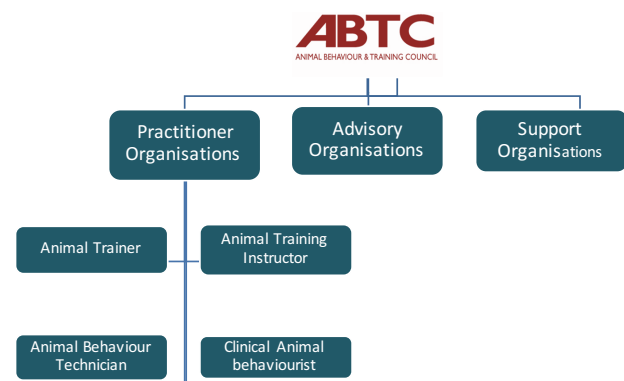 ABTC
ANIMAL BEHAVIOUR & TRAINING COUNCIL
Practitioner
Organisations
Advisory
Organisations
Support
Organisations
Animal Trainer
Animal Training
Instructor
Animal Behaviour
Technician
Clinical Animal
behaviourist